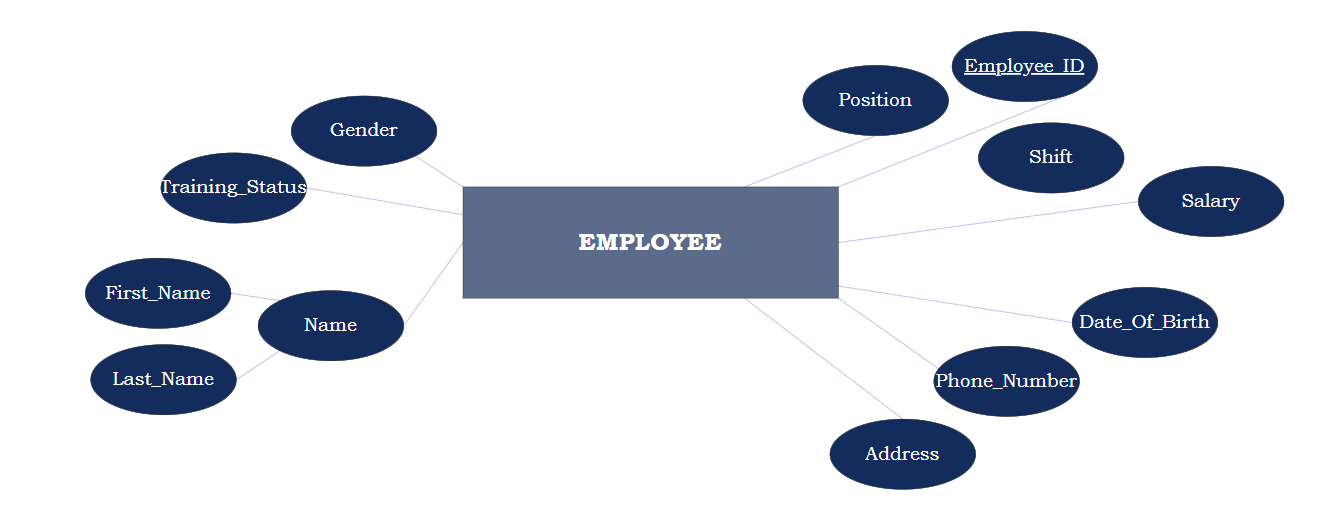 Employee_ID
Position
Gender
Shift
Training_Status
Salary
EMPLOYEE
First_Name
Name
Date_Of_Birth
Last_Name
Phone_Number
Address